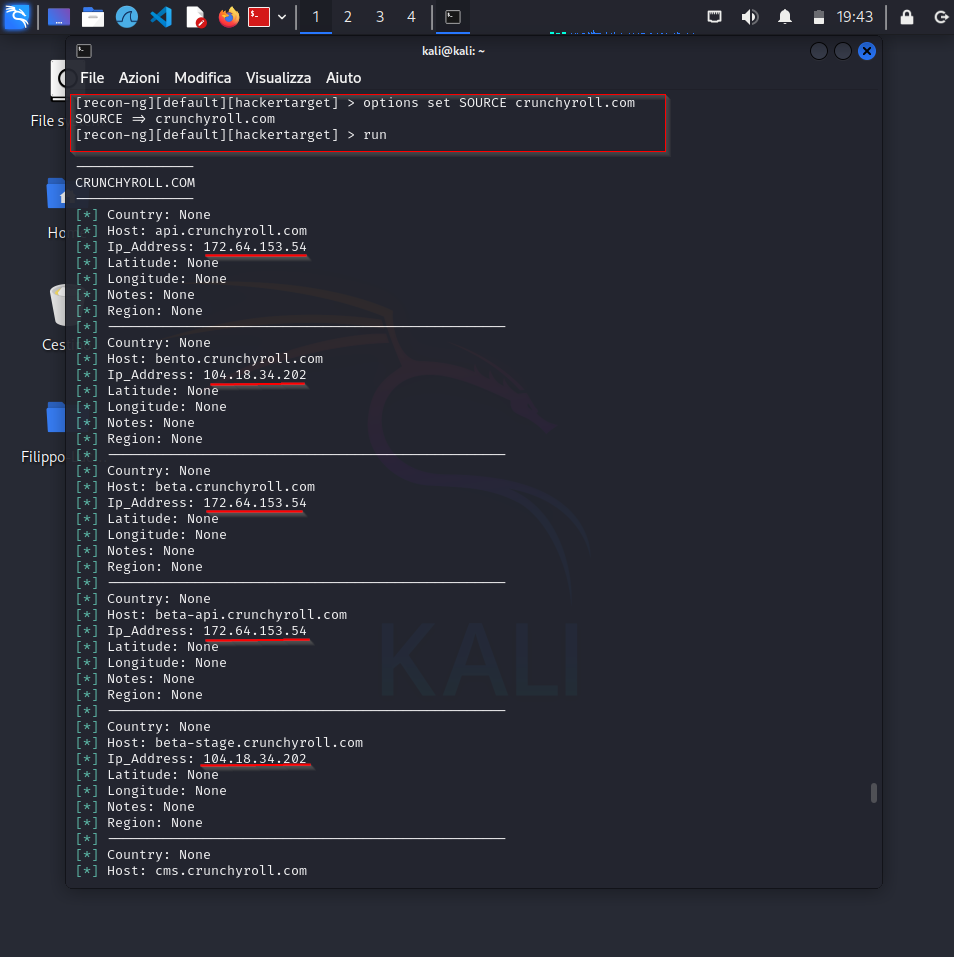 1 2 3 4 19:43
kali@kali: ~
File Azioni Modifica Visualizza Aiuto
[recon-ng][default][hackertarget] > options set SOURCE crunchyroll.com
SOURCE => crunchyroll.com
[recon-ng][default][hackertarget] > run
---------------
CRUNCHYROLL.COM
---------------
[*] Country: None
[*] Host: api.crunchyroll.com
[*] Ip_Address: 172.64.153.54
[*] Latitude: None
[*] Longitude: None
[*] Notes: None
[*] Region: None
[*] --------------------------------------------------
[*] Country: None
[*] Host: bento.crunchyroll.com
[*] Ip_Address: 104.18.34.202
[*] Latitude: None
[*] Longitude: None
[*] Notes: None
[*] Region: None
[*] --------------------------------------------------
[*] Country: None
[*] Host: beta.crunchyroll.com
[*] Ip_Address: 172.64.153.54
[*] Latitude: None
[*] Longitude: None
[*] Notes: None
[*] Region: None
[*] --------------------------------------------------
[*] Country: None
[*] Host: beta-api.crunchyroll.com
[*] Ip_Address: 172.64.153.54
[*] Latitude: None
[*] Longitude: None
[*] Notes: None
[*] Region: None
[*] --------------------------------------------------
[*] Country: None
[*] Host: beta-stage.crunchyroll.com
[*] Ip_Address: 104.18.34.202
[*] Latitude: None
[*] Longitude: None
[*] Notes: None
[*] Region: None
[*] --------------------------------------------------
[*] Country: None
[*] Host: cms.crunchyroll.com
File s
Ho
Ces
Filippo
KALI